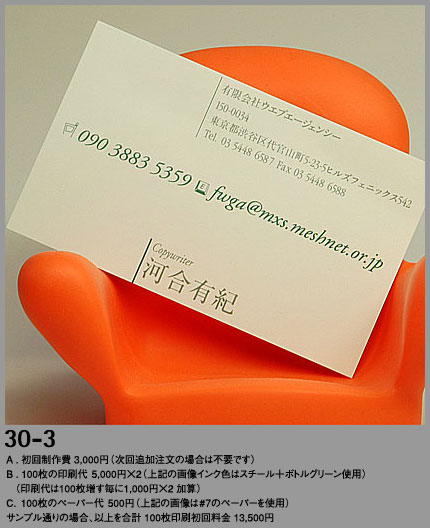 有限会社ウエブエージェンシー
150-0034
東京都渋谷区代官山町5-23-5ヒルズフェニックス542
Tel. 03 5448 6587 Fax 03 5448 6588
090 3883 5359 fwga@mxs.meshnet.or.jp
Copywriter
河合有紀
30-3
A . 初回制作費 3,000円（次回追加注文の場合は不要です）
B . 100枚の印刷代 5,000円×2（上記の画像インク色はスチール＋ボトルグリーン使用）
（印刷代は100枚増す毎に1,000円×2 加算）
C. 100枚のペーパー代 500円（上記の画像は#7のペーパーを使用）
サンプル通りの場合、以上を合計 100枚印刷初回料金 13,500円